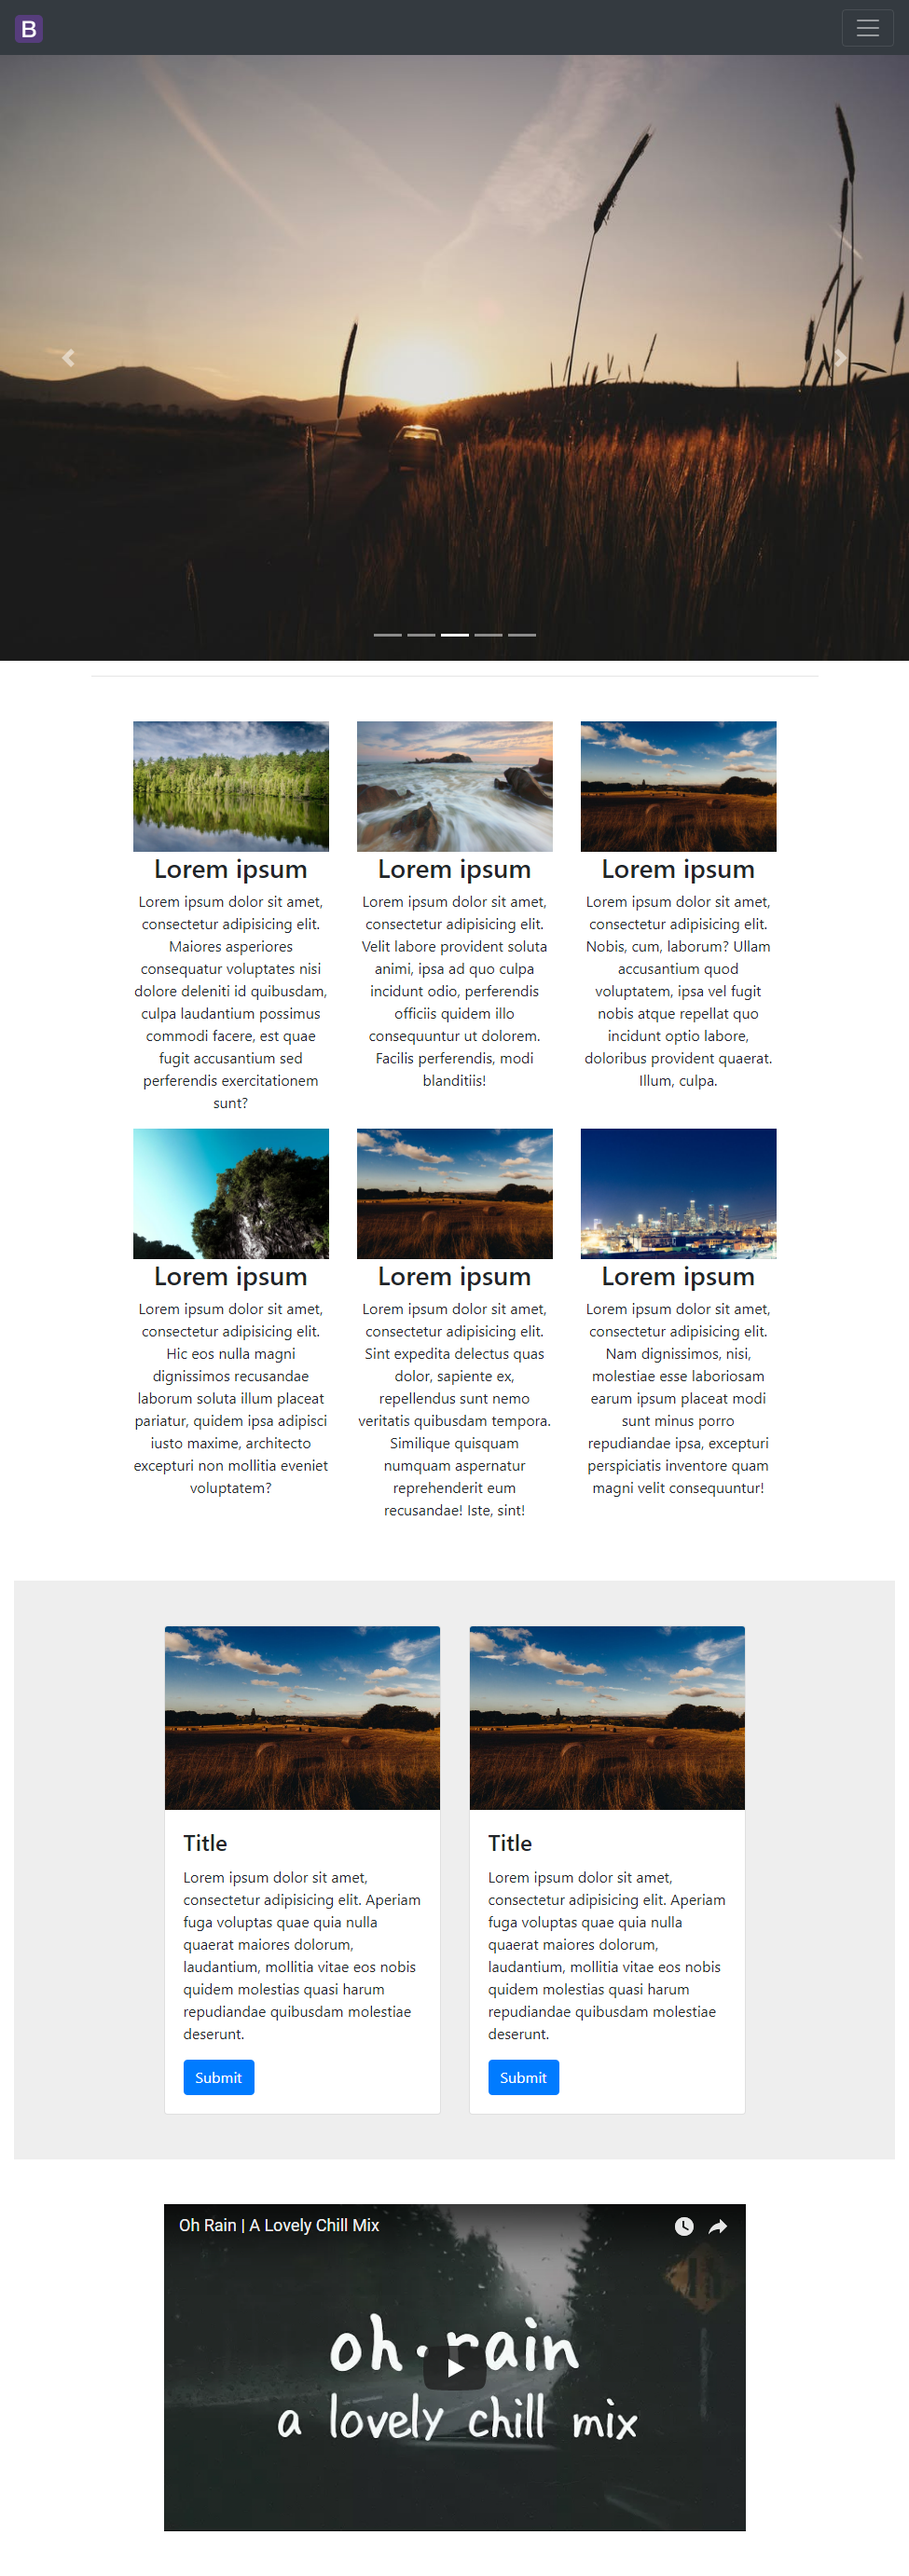 B
Lorem ipsum
Lorem ipsum dolor sit amet,
consectetur adipisicing elit.
Maiores asperiores
consequatur voluptates nisi
dolore deleniti id quibusdam,
culpa laudantium possimus
commodi facere, est quae
fugit accusantium sed
perferendis exercitationem
sunt?
Lorem ipsum
Lorem ipsum dolor sit amet,
consectetur adipisicing elit.
Velit labore provident soluta
animi, ipsa ad quo culpa
incidunt odio, perferendis
officiis quidem illo
consequuntur ut dolorem.
Facilis perferendis, modi
blanditiis!
Lorem ipsum
Lorem ipsum dolor sit amet,
consectetur adipisicing elit.
Nobis, cum, laborum? Ullam
accusantium quod
voluptatem, ipsa vel fugit
nobis atque repellat quo
incidunt optio labore,
doloribus provident quaerat.
Illum, culpa.
Lorem ipsum
Lorem ipsum dolor sit amet,
consectetur adipisicing elit.
Hic eos nulla magni
dignissimos recusandae
laborum soluta illum placeat
pariatur, quidem ipsa adipisci
iusto maxime, architecto
excepturi non mollitia eveniet
voluptatem?
Lorem ipsum
Lorem ipsum dolor sit amet,
consectetur adipisicing elit.
Sint expedita delectus quas
dolor, sapiente ex,
repellendus sunt nemo
veritatis quibusdam tempora.
Similique quisquam
numquam aspernatur
reprehenderit eum
recusandae! Iste, sint!
Lorem ipsum
Lorem ipsum dolor sit amet,
consectetur adipisicing elit.
Nam dignissimos, nisi,
molestiae esse laboriosam
earum ipsum placeat modi
sunt minus porro
repudiandae ipsa, excepturi
perspiciatis inventore quam
magni velit consequuntur!
Title
Lorem ipsum dolor sit amet,
consectetur adipisicing elit. Aperiam
fuga voluptas quae quia nulla
quaerat maiores dolorum,
laudantium, mollitia vitae eos nobis
quidem molestias quasi harum
repudiandae quibusdam molestiae
deserunt.
Submit
Title
Lorem ipsum dolor sit amet,
consectetur adipisicing elit. Aperiam
fuga voluptas quae quia nulla
quaerat maiores dolorum,
laudantium, mollitia vitae eos nobis
quidem molestias quasi harum
repudiandae quibusdam molestiae
deserunt.
Submit
Oh Rain | A Lovely Chill Mix
oh. rain
a lovely chill mix